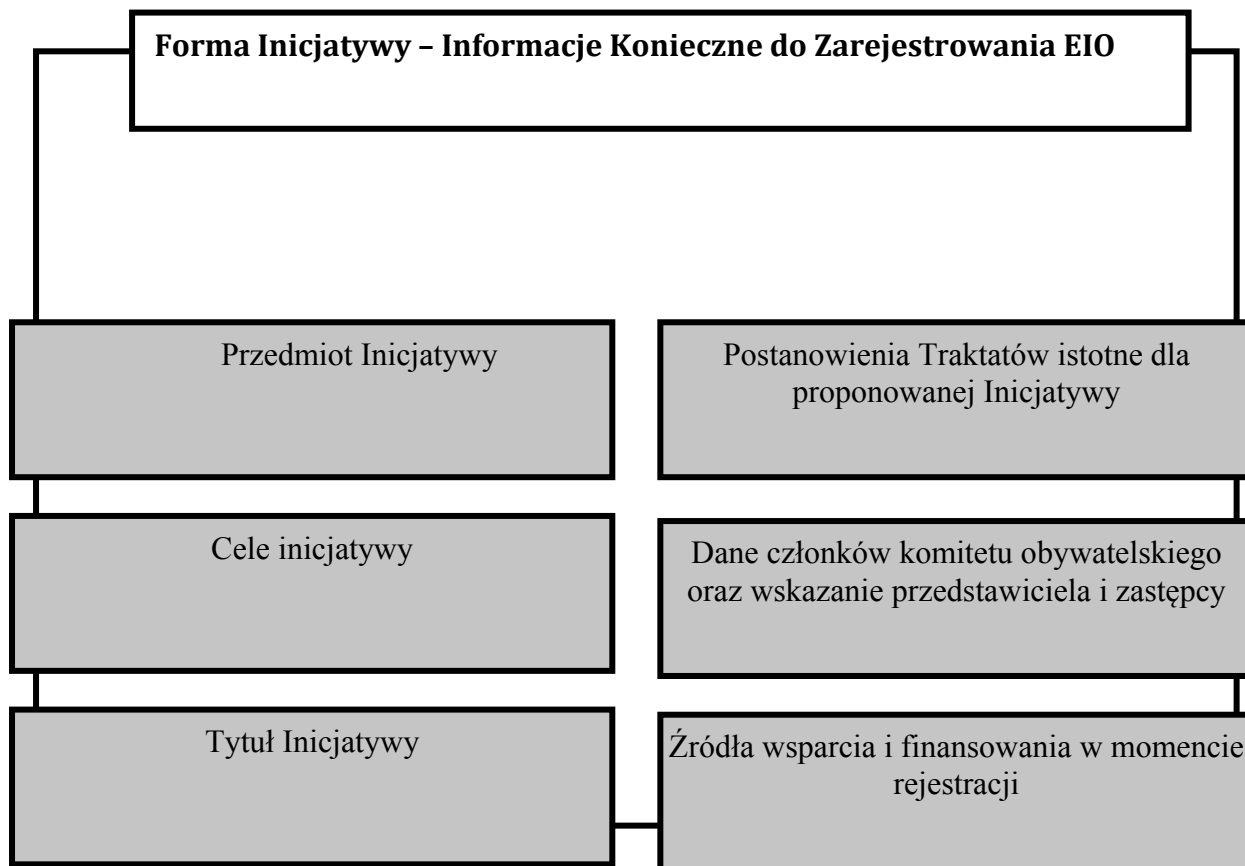 Forma Inicjatywy – Informacje Konieczne do Zarejestrowania EIO
Przedmiot Inicjatywy
Postanowienia Traktatów istotne dla
proponowanej Inicjatywy
Cele inicjatywy
Dane członków komitetu obywatelskiego
oraz wskazanie przedstawiciela i zastępcy
Tytuł Inicjatywy
Źródła wsparcia i finansowania w momencie
rejestracji